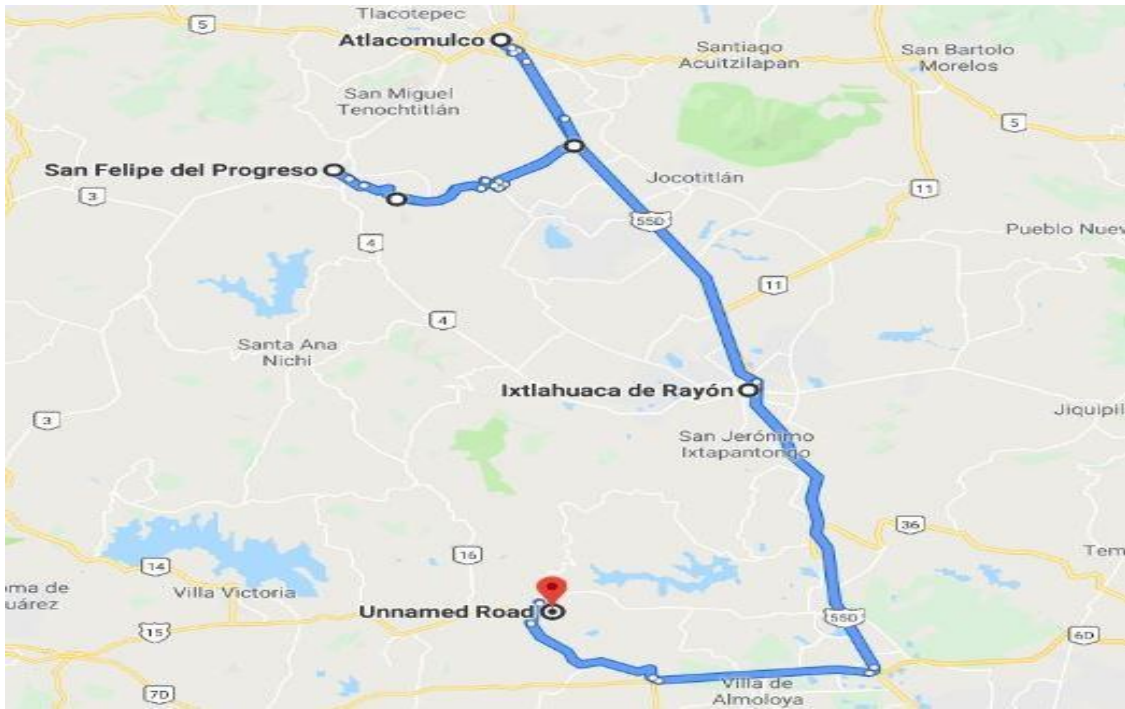 Tlacotepec
5
Atlacomulco
Santiago
Acuitzilapan
San Bartolo
Morelos
San Miguel
Tenochtitlán
5
San Felipe del Progreso
Jocotitlán
3
11
55D
4
Pueblo Nuev
11
4
Santa Ana
Nichi
Ixtlahuaca de Rayón
3
Jiquipil
San Jerónimo
Ixtapantongo
36
16
Tem
14
oma de
uárez
Villa Victoria
Unnamed Road
55D
15
6D
Villa de
Almoloya
7D